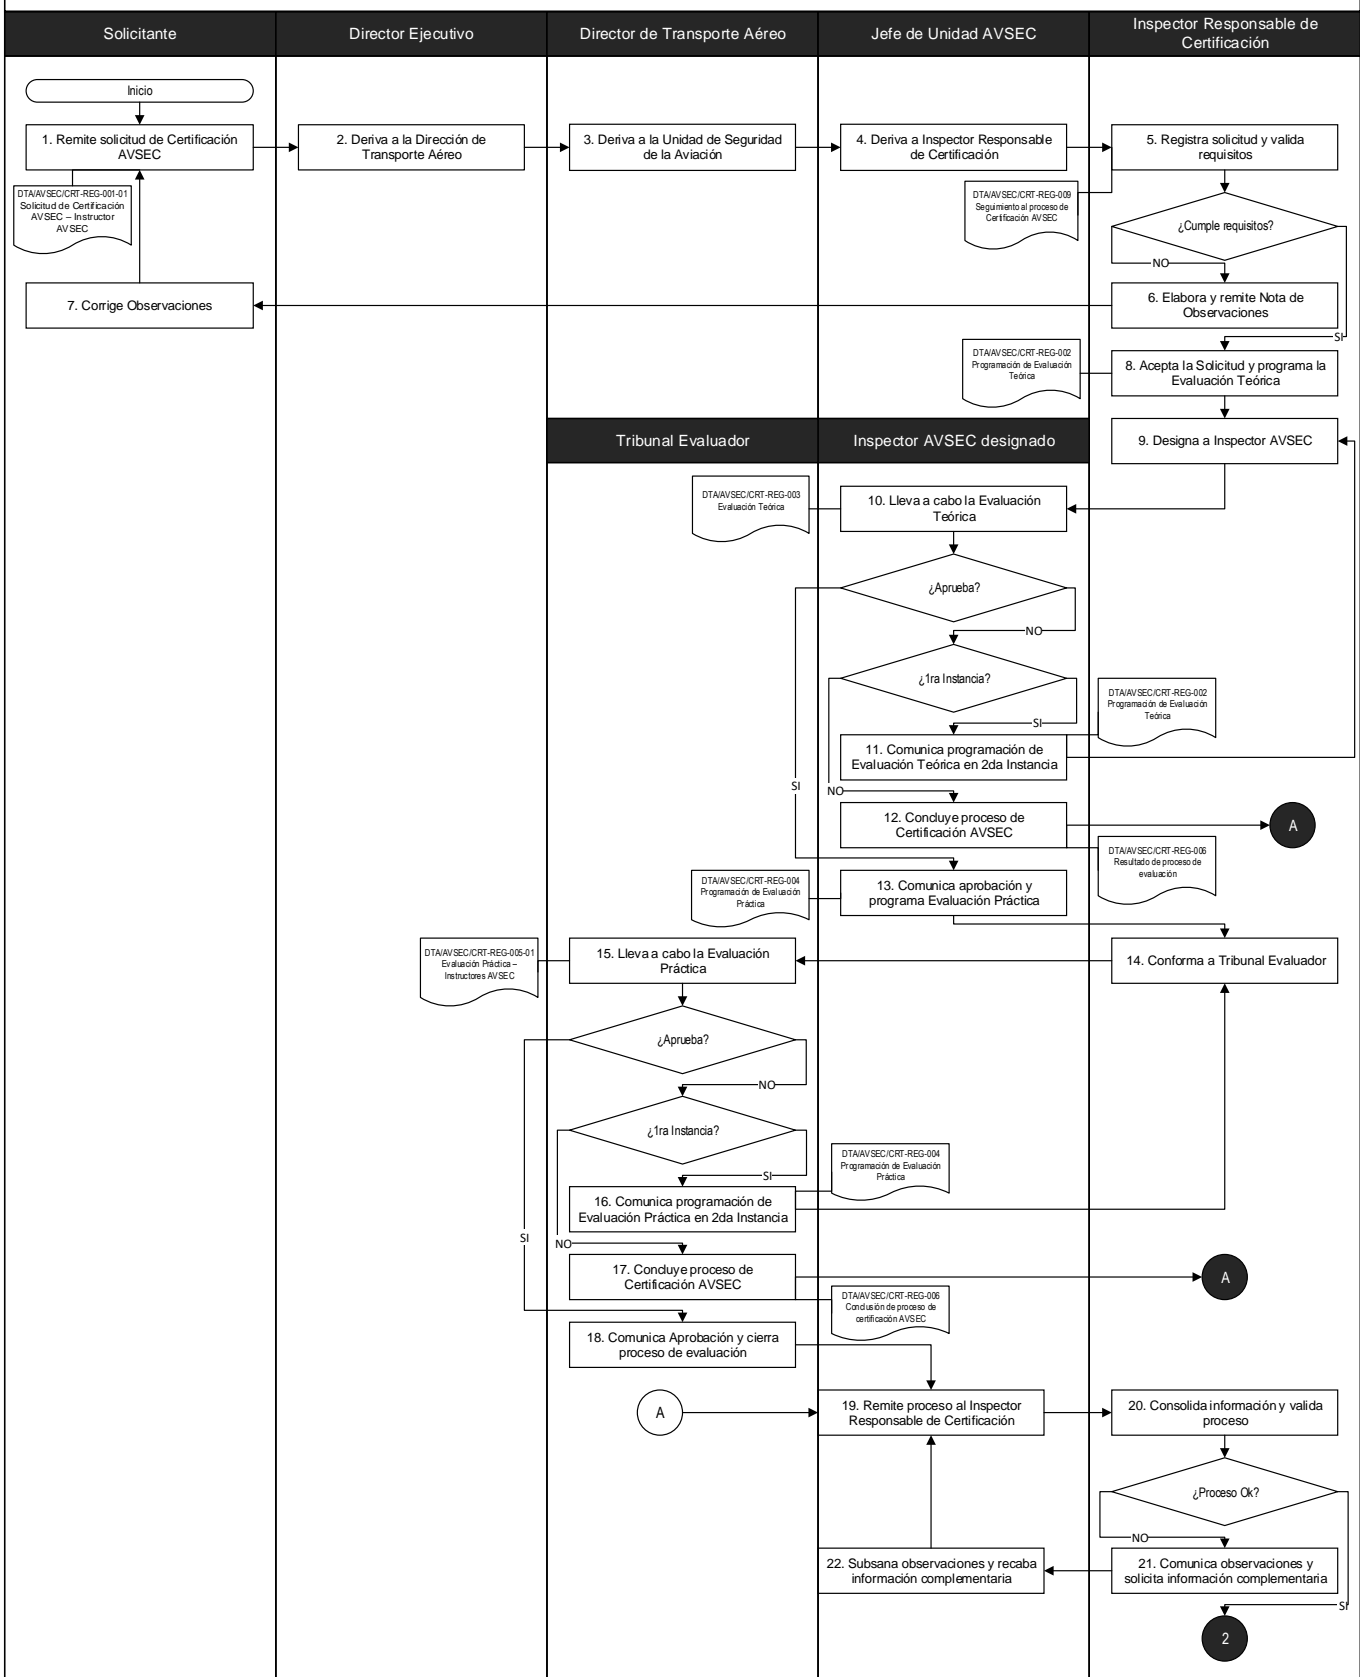 Solicitante
Director Ejecutivo
Director de Transporte Aéreo
Jefe de Unidad AVSEC
Inspector Responsable de
Certificación
Inicio
1. Remite solicitud de Certificación
AVSEC
2. Deriva a la Dirección de
Transporte Aéreo
3. Deriva a la Unidad de Seguridad
de la Aviación
4. Deriva a Inspector Responsable
de Certificación
5. Registra solicitud y valida
requisitos
DTA/AVSEC/CRT-REG-001-01
Solicitud de Certificación
AVSEC – Instructor
AVSEC
DTA/AVSEC/CRT-REG-009
Seguimiento al proceso de
Certificación AVSEC
¿Cumple requisitos?
NO
7. Corrige Observaciones
6. Elabora y remite Nota de
Observaciones
SI
DTA/AVSEC/CRT-REG-002
Programación de Evaluación
Teórica
8. Acepta la Solicitud y programa la
Evaluación Teórica
Tribunal Evaluador
Inspector AVSEC designado
9. Designa a Inspector AVSEC
DTA/AVSEC/CRT-REG-003
Evaluación Teórica
10. Lleva a cabo la Evaluación
Teórica
¿Aprueba?
NO
¿1ra Instancia?
SI
DTA/AVSEC/CRT-REG-002
Programación de Evaluación
Teórica
11. Comunica programación de
Evaluación Teórica en 2da Instancia
SI
NO
12. Concluye proceso de
Certificación AVSEC
A
DTA/AVSEC/CRT-REG-006
Resultado de proceso de
evaluación
DTA/AVSEC/CRT-REG-004
Programación de Evaluación
Práctica
13. Comunica aprobación y
programa Evaluación Práctica
DTA/AVSEC/CRT-REG-005-01
Evaluación Práctica –
Instructores AVSEC
15. Lleva a cabo la Evaluación
Práctica
14. Conforma a Tribunal Evaluador
¿Aprueba?
NO
¿1ra Instancia?
SI
DTA/AVSEC/CRT-REG-004
Programación de Evaluación
Práctica
16. Comunica programación de
Evaluación Práctica en 2da Instancia
SI
NO
17. Concluye proceso de
Certificación AVSEC
A
DTA/AVSEC/CRT-REG-006
Conclusión de proceso de
certificación AVSEC
18. Comunica Aprobación y cierra
proceso de evaluación
A
19. Remite proceso al Inspector
Responsable de Certificación
20. Consolida información y valida
proceso
¿Proceso Ok?
NO
22. Subsana observaciones y recaba
información complementaria
21. Comunica observaciones y
solicita información complementaria
SI
2